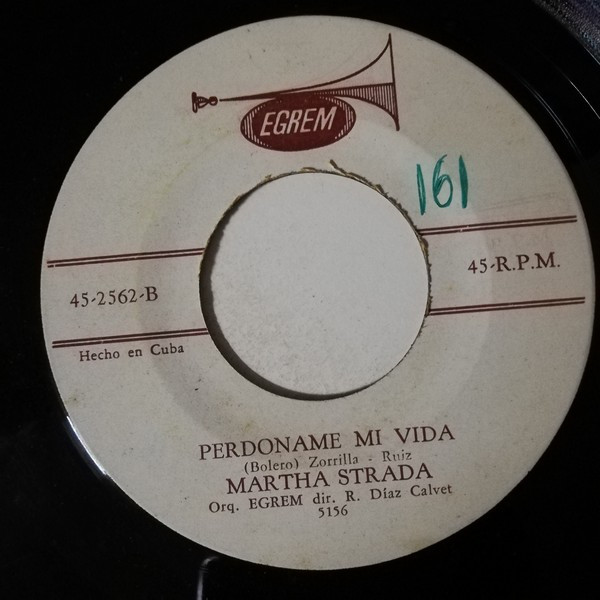 EGREM
161
45-2562-B
45-R.P.M.
Hecho en Cuba
PERDONAME MI VIDA
(Bolero) Zorrilla - Ruiz
MARTHA STRADA
Orq. EGREM dir. R. Díaz Calvet
5156